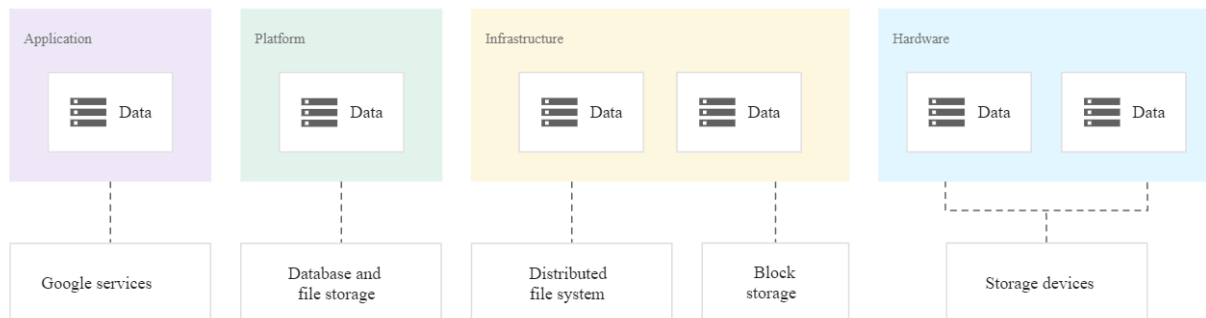 Application
Platform
Infrastructure
Hardware
Data
Data
Data
Data
Data
Data
Google services
Database and
file storage
Distributed
file system
Block
storage
Storage devices